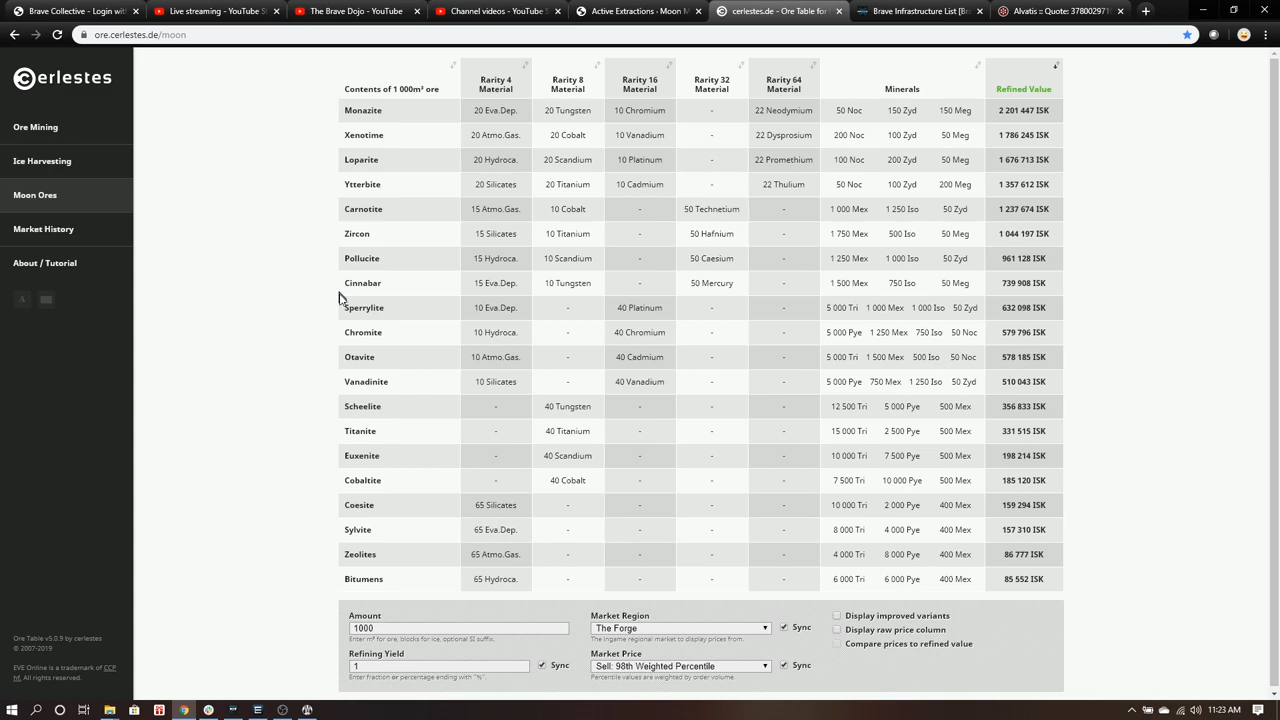 Brave Collective - Login with
Live streaming - YouTube S
The Brave Dojo - YouTube
Channel videos - YouTube S
Active Extractions - Moon M
cerlestes.de - Ore Table for
Brave Infrastructure List [Bra
Alvatis = Quote: 3780029710
ore.cerlestes.de/moon
cerlestes
Ore Mining
Ice Harvesting
Moon Ores
Market History
About / Tutorial
A
Contents of 1 000m³ ore Rarity 4 Material Rarity 8 Material Rarity 16 Material Rarity 32 Material Rarity 64 Material Minerals Refined Value
Monazite 20 Eva.Dep. 20 Tungsten 10 Chromium - 22 Neodymium 50 Noc 150 Zyd 150 Meg 2 201 447 ISK
Xenotime 20 Atmo.Gas. 20 Cobalt 10 Vanadium - 22 Dysprosium 200 Noc 100 Zyd 50 Meg 1 786 245 ISK
Loparite 20 Hydroca. 20 Scandium 10 Platinum - 22 Promethium 100 Noc 200 Zyd 50 Meg 1 676 713 ISK
Ytterbite 20 Silicates 20 Titanium 10 Cadmium - 22 Thulium 50 Noc 100 Zyd 200 Meg 1 357 612 ISK
Carnotite 15 Atmo.Gas. 10 Cobalt - 50 Technetium - 1 000 Mex 1 250 Iso 50 Zyd 1 237 674 ISK
Zircon 15 Silicates 10 Titanium - 50 Hafnium - 1 750 Mex 500 Iso 50 Meg 1 044 197 ISK
Pollucite 15 Hydroca. 10 Scandium - 50 Caesium - 1 250 Mex 1 000 Iso 50 Zyd 961 128 ISK
Cinnabar 15 Eva.Dep. 10 Tungsten - 50 Mercury - 1 500 Mex 750 Iso 50 Meg 739 908 ISK
Sperrylite 10 Eva.Dep. - 40 Platinum - - 5 000 Tri 1 000 Mex 1 000 Iso 50 Zyd 632 098 ISK
Chromite 10 Hydroca. - 40 Chromium - - 5 000 Pye 1 250 Mex 750 Iso 50 Noc 579 796 ISK
Otavite 10 Atmo.Gas. - 40 Cadmium - - 5 000 Tri 1 500 Mex 500 Iso 50 Noc 578 185 ISK
Vanadinite 10 Silicates - 40 Vanadium - - 5 000 Pye 750 Mex 1 250 Iso 50 Zyd 510 043 ISK
Scheelite - 40 Tungsten - - - 12 500 Tri 5 000 Pye 500 Mex 356 833 ISK
Titanite - 40 Titanium - - - 15 000 Tri 2 500 Pye 500 Mex 331 515 ISK
Euxenite - 40 Scandium - - - 10 000 Tri 7 500 Pye 500 Mex 198 214 ISK
Cobaltite - 40 Cobalt - - - 7 500 Tri 10 000 Pye 500 Mex 185 120 ISK
Coesite 65 Silicates - - - - 10 000 Tri 2 000 Pye 400 Mex 159 294 ISK
Sylvite 65 Eva.Dep. - - - - 8 000 Tri 4 000 Pye 400 Mex 157 310 ISK
Zeolites 65 Atmo.Gas. - - - - 4 000 Tri 8 000 Pye 400 Mex 86 777 ISK
Bitumens 65 Hydroca. - - - - 6 000 Tri 6 000 Pye 400 Mex 85 552 ISK
Amount
1000
Enter m³ for ore, blocks for ice, optional SI suffix.
Refining Yield
1 Sync
Enter fraction or percentage ending with "%".
Market Region
The Forge Sync
The ingame regional market to display prices from.
Market Price
Sell: 98th Weighted Percentile Sync
Percentile values are weighted by order volume.
Display improved variants
Display raw price column
Compare prices to refined value
Ore Table v5.0.9 by cerlestes
© 2007-2019
EVE Online is a trademark of CCP
hf. All rights reserved.
11:23 AM